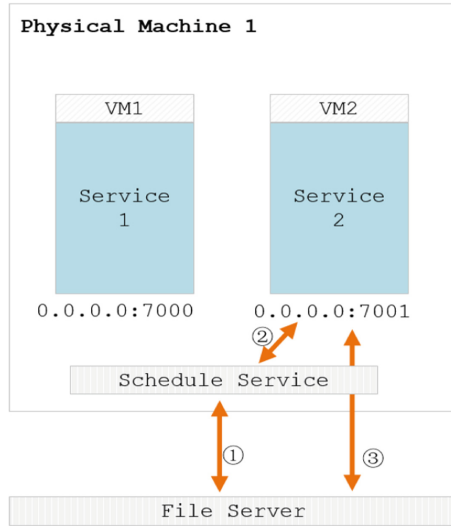 Physical Machine 1
VM1
VM2
Service
1
Service
2
0.0.0.0:7000
0.0.0.0:7001
②
Schedule Service
①
③
File Server